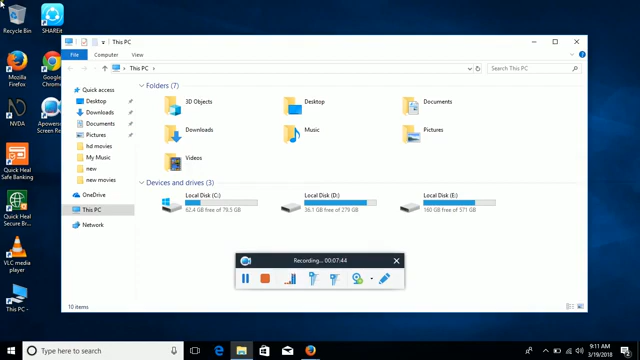 Recycle Bin
SHAREit
Mozilla Firefox
Google Chrome
NVDA
Apowersoft Screen Re...
Quick Heal Safe Banking
Quick Heal Secure Br...
VLC media player
This PC -
This PC
File
Computer
View
This PC
Search This PC
Quick access
Desktop
Downloads
Documents
Pictures
hd movies
My Music
new
new movies
OneDrive
This PC
Network
Folders (7)
3D Objects
Desktop
Documents
Downloads
Music
Pictures
Videos
Devices and drives (3)
Local Disk (C:)
62.4 GB free of 79.5 GB
Local Disk (D:)
36.1 GB free of 279 GB
Local Disk (E:)
160 GB free of 571 GB
10 items
Recording... 00:07:44
Type here to search
9:11 AM
3/19/2018